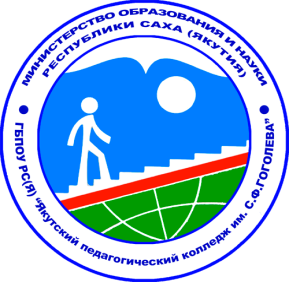 МИНИСТЕРСТВО ОБРАЗОВАНИЯ И НАУКИ
РЕСПУБЛИКИ САХА (ЯКУТИЯ)
ГБПОУ РС(Я) "Якутский педагогический колледж им. С.Ф.ГОГОЛЕВА"